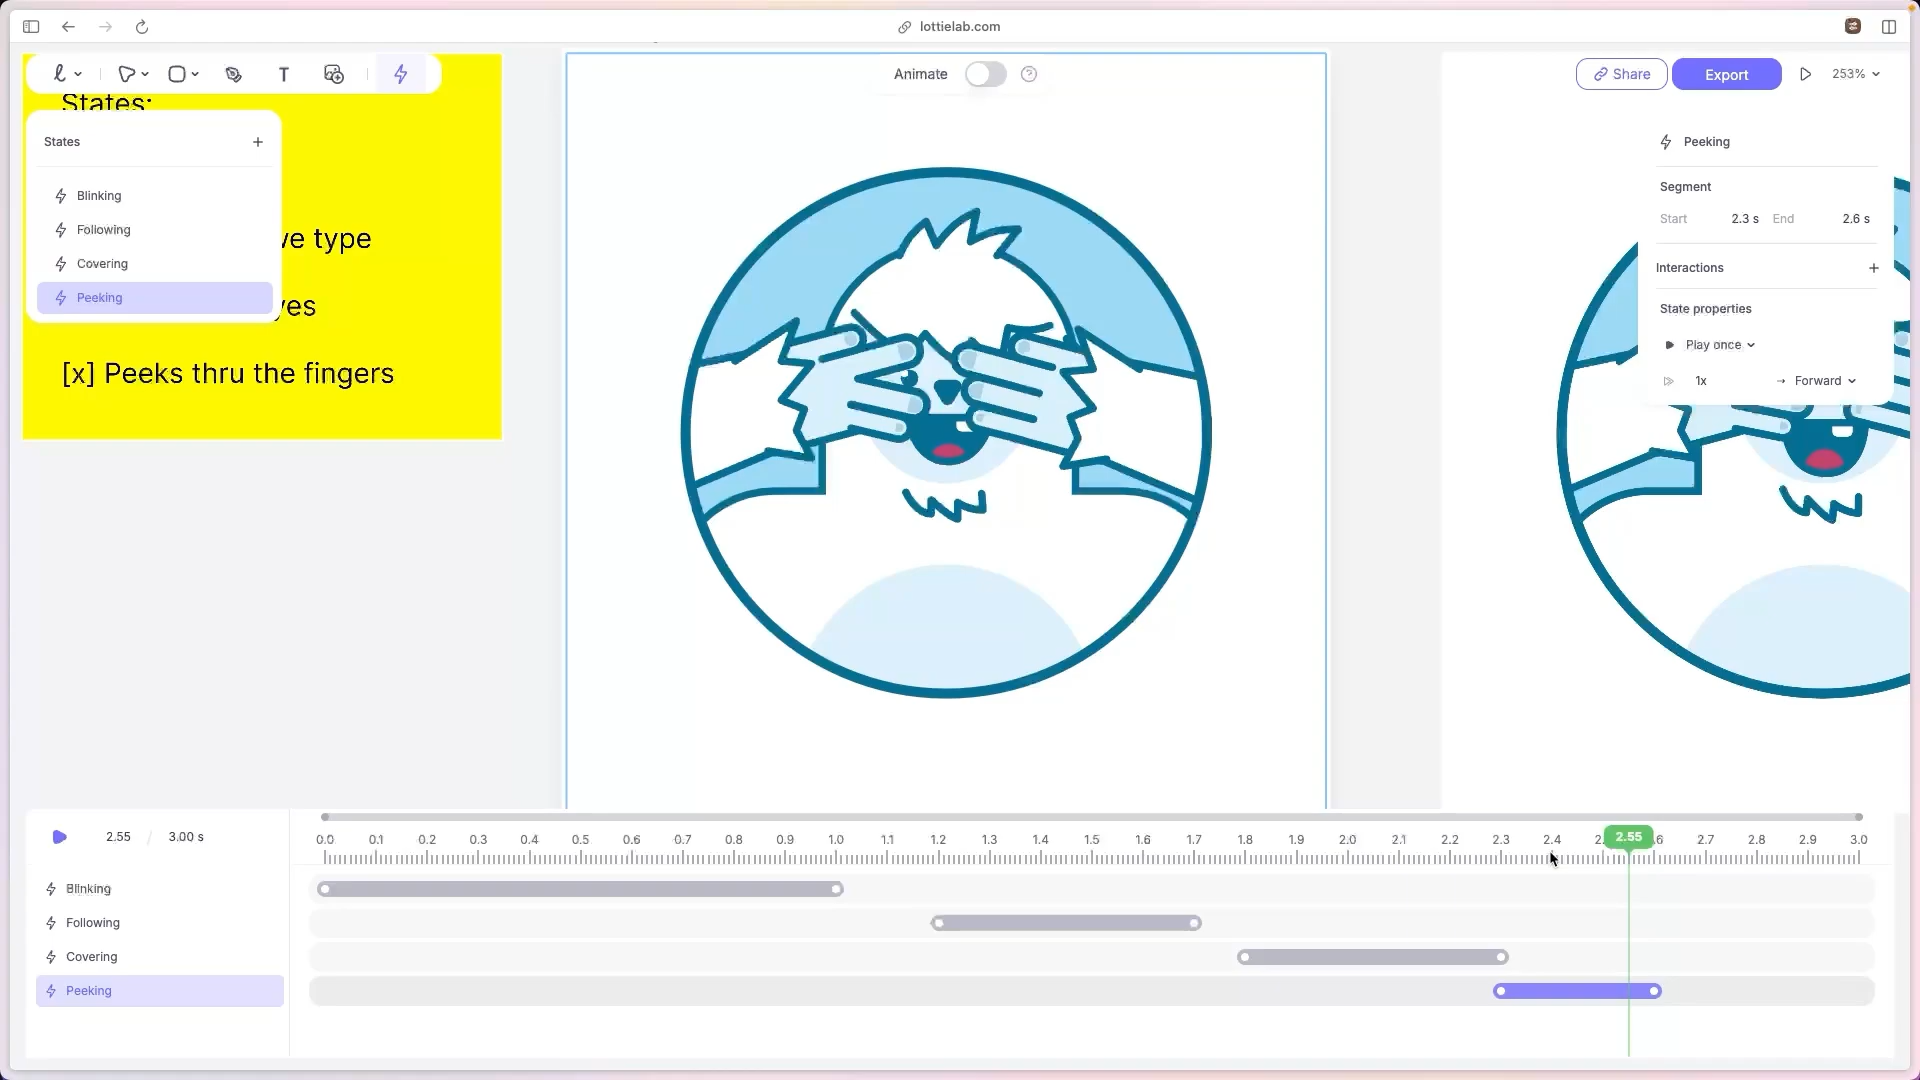 lottielab.com
T
Animate
Share
Export
253%
States:
States
Blinking
Following
Covering
Peeking
ve type
yes
[x] Peeks thru the fingers
Peeking
Segment
Start 2.3 s End 2.6 s
Interactions
State properties
Play once
1x
Forward
2.55 / 3.00 s
0.0 0.1 0.2 0.3 0.4 0.5 0.6 0.7 0.8 0.9 1.0 1.1 1.2 1.3 1.4 1.5 1.6 1.7 1.8 1.9 2.0 2.1 2.2 2.3 2.4 2. 2.55 .6 2.7 2.8 2.9 3.0
Blinking
Following
Covering
Peeking